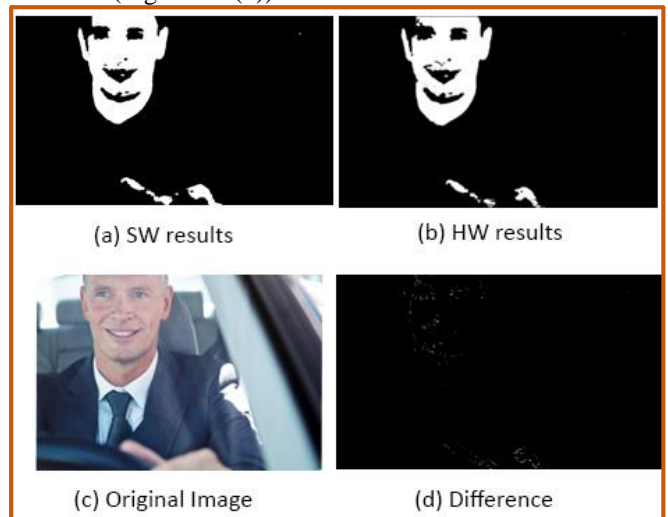 (a) SW results
(b) HW results
(c) Original Image
(d) Difference